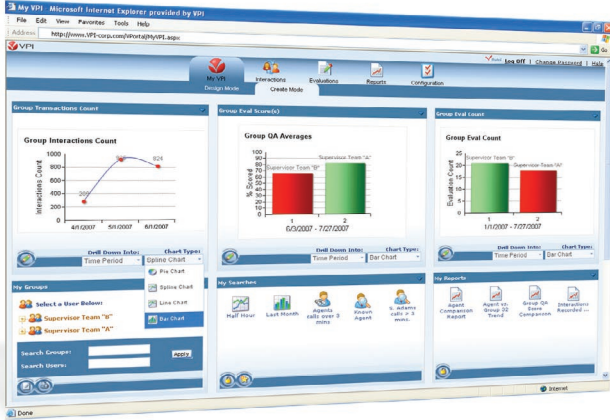 My VPI - Microsoft Internet Explorer provided by VPI
File Edit View Favorites Tools Help
Address http://www.VPI-corp.com/VPortal/MyVPI.aspx
Go
VPI
Log Off | Change Password | Help
My VPI Interactions Evaluations Reports Configuration
Design Mode Create Mode
Group Transactions Count
Group Interactions Count
Interactions Count
1000
800
600
400
200
0
824
4/1/2007 5/1/2007 6/1/2007
Drill Down Into: Chart Type:
Time Period Spline Chart
Pie Chart
Spline Chart
Line Chart
Bar Chart
Group Eval Score(s)
Group QA Averages
% Scored
100
90
80
70
60
50
40
30
20
10
0
Supervisor Team "B"
Supervisor Team "A"
1 2
6/3/2007 - 7/27/2007
Drill Down Into: Chart Type:
Time Period Bar Chart
Group Eval Count
Group Eval Count
Evaluation Count
25
20
15
10
5
0
Supervisor Team "B"
Supervisor Team "A"
1 2
1/1/2007 - 7/27/2007
Drill Down Into: Chart Type:
Time Period Bar Chart
My Groups
Select a User Below:
Supervisor Team "B"
Supervisor Team "A"
Search Groups:
Apply
Search Users:
My Searches
Half Hour
Last Month
Agents calls over 3 mins
Known Agent
S. Adams calls > 3 mins.
My Reports
Agent Comparison Report
Agent vs. Group 02 Trend
Group QA Score Comparison
Interactions Recorded ...
Done
Internet